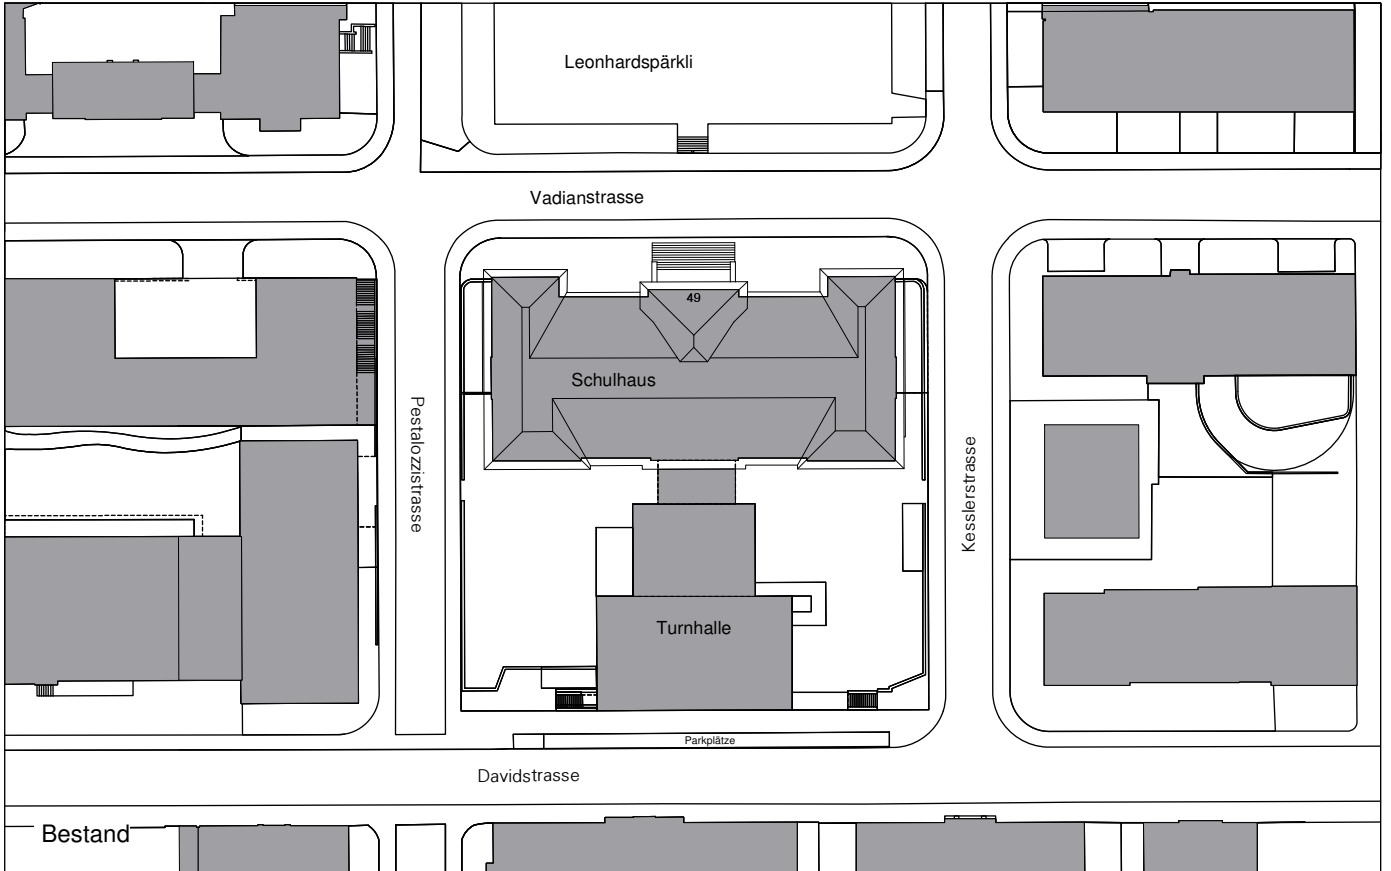 Leonhardspärkli
Vadianstrasse
49
Schulhaus
Pestalozzistrasse
Kesslerstrasse
Turnhalle
Parkplätze
Davidstrasse
Bestand